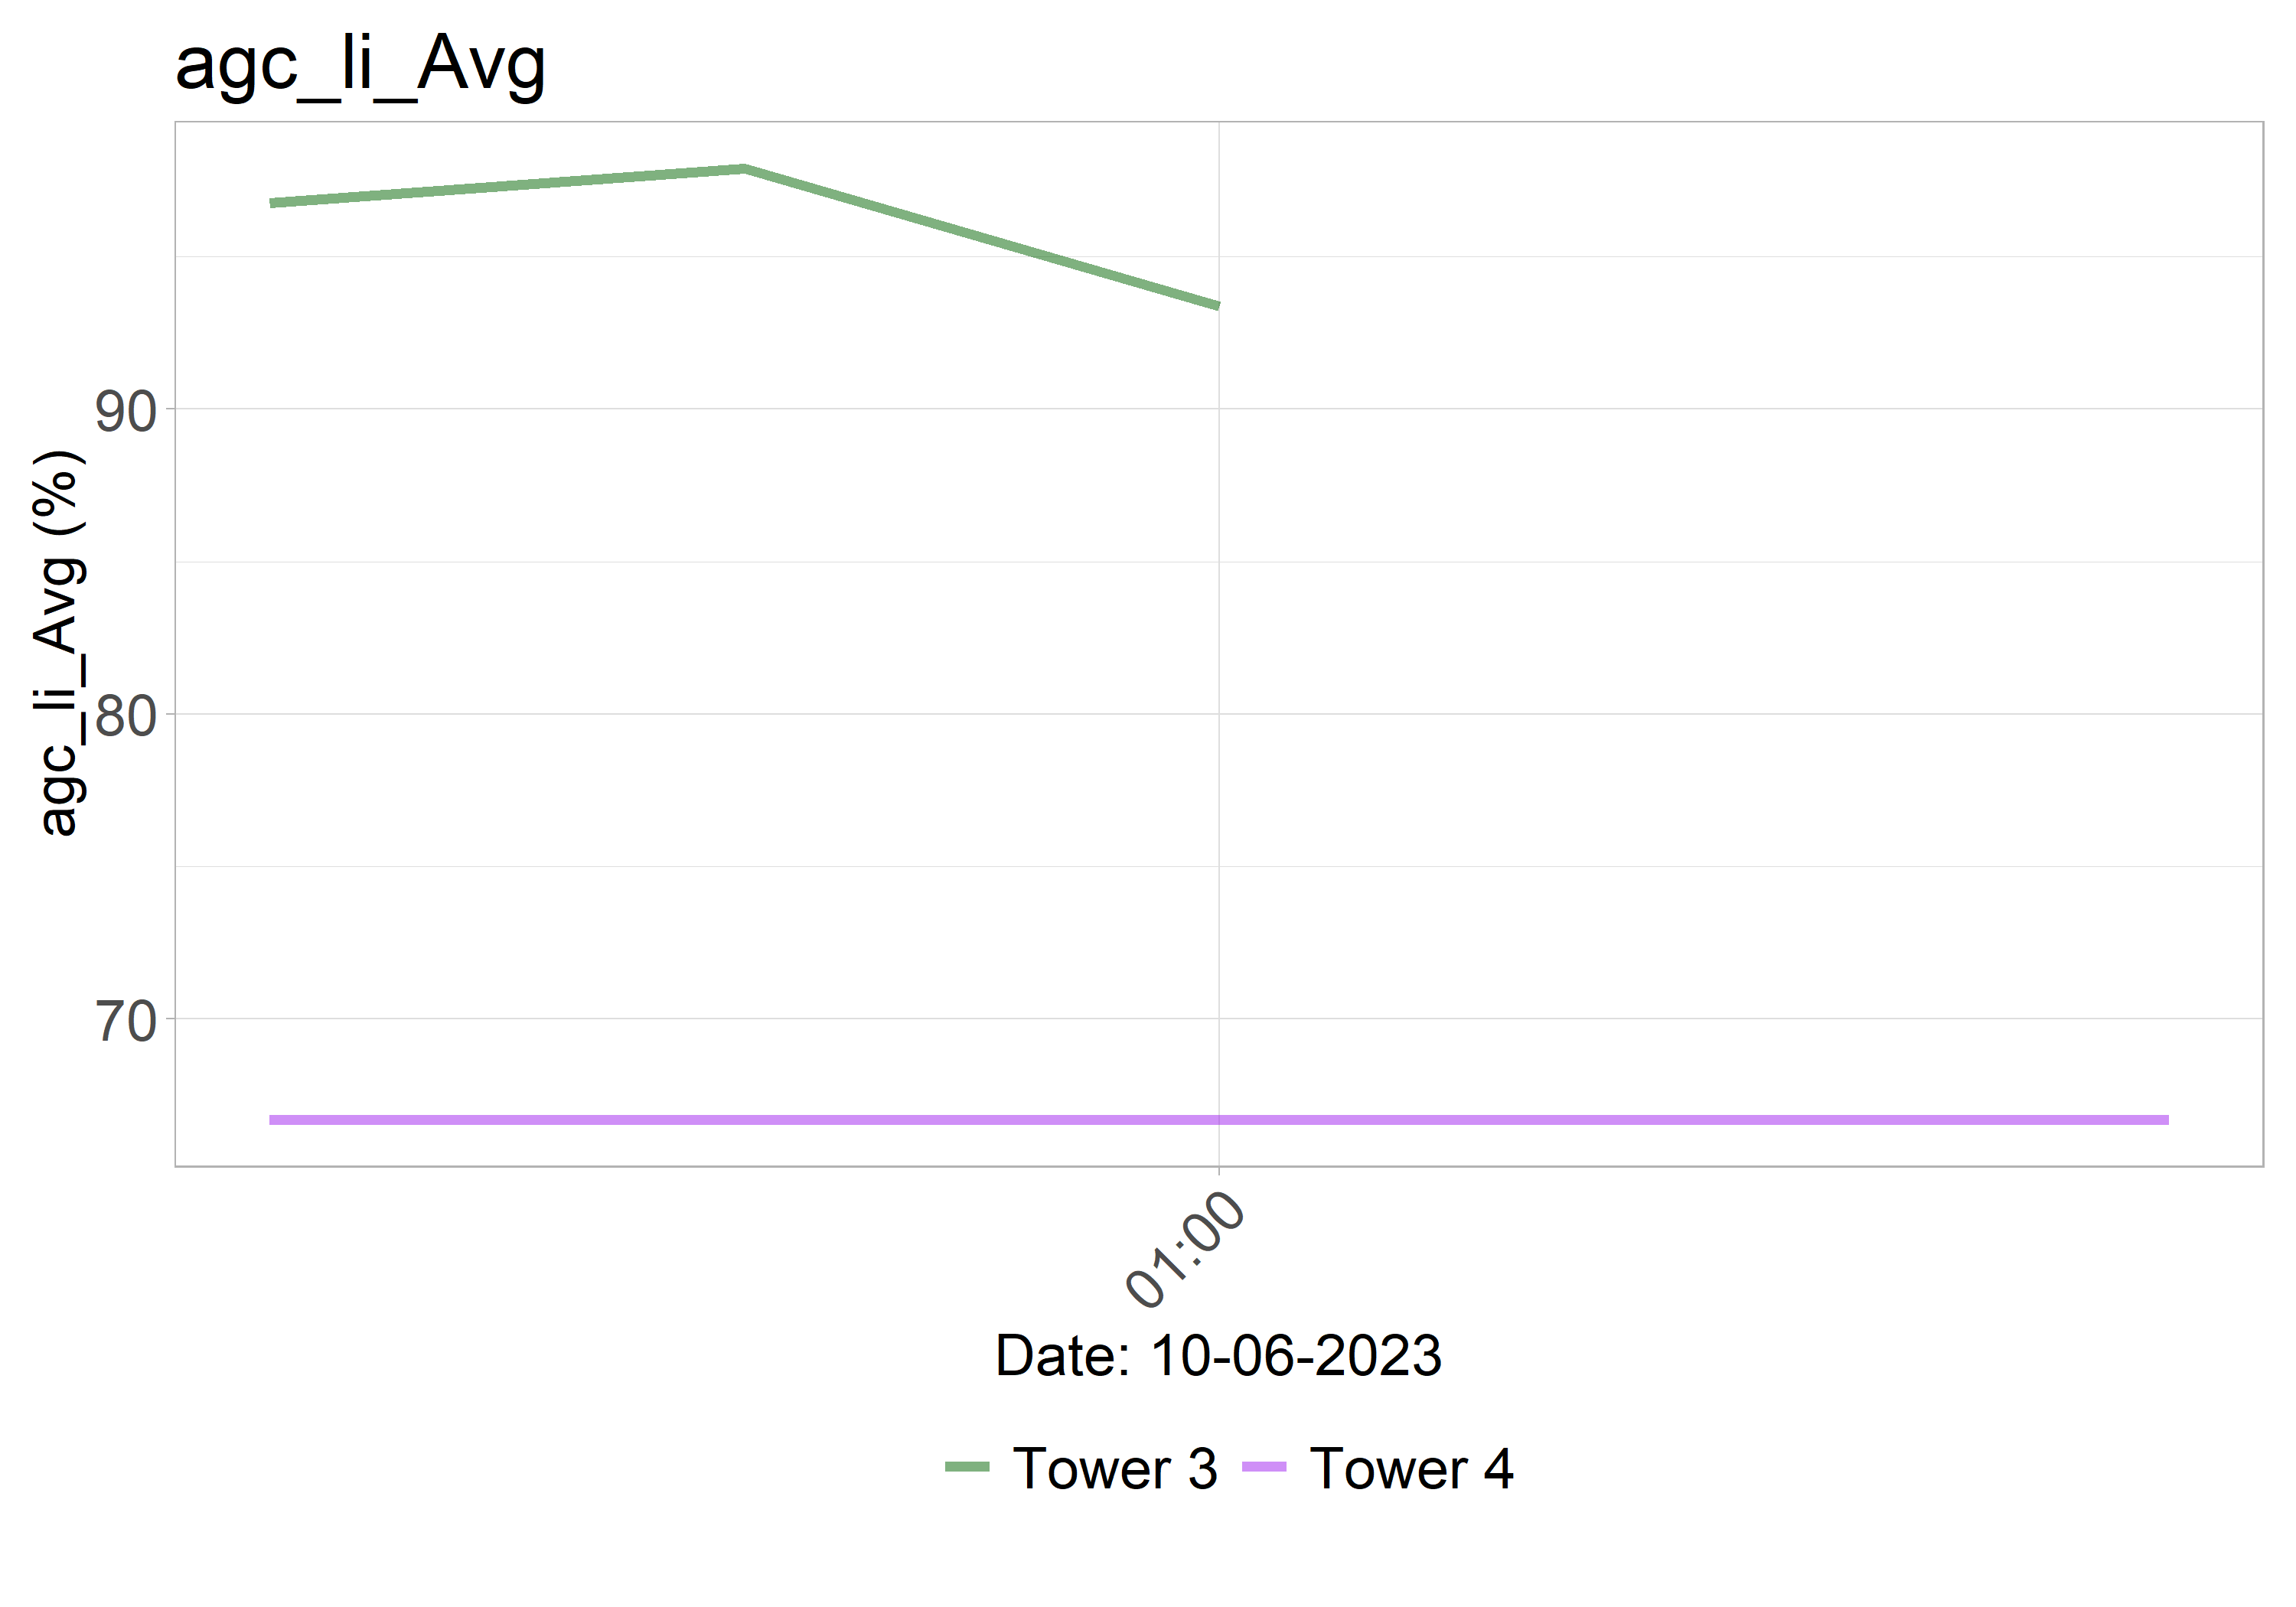 agc_li_Avg
agc_li_Avg (%)
90
80
70
01:00
Date: 10-06-2023
Tower 3 Tower 4